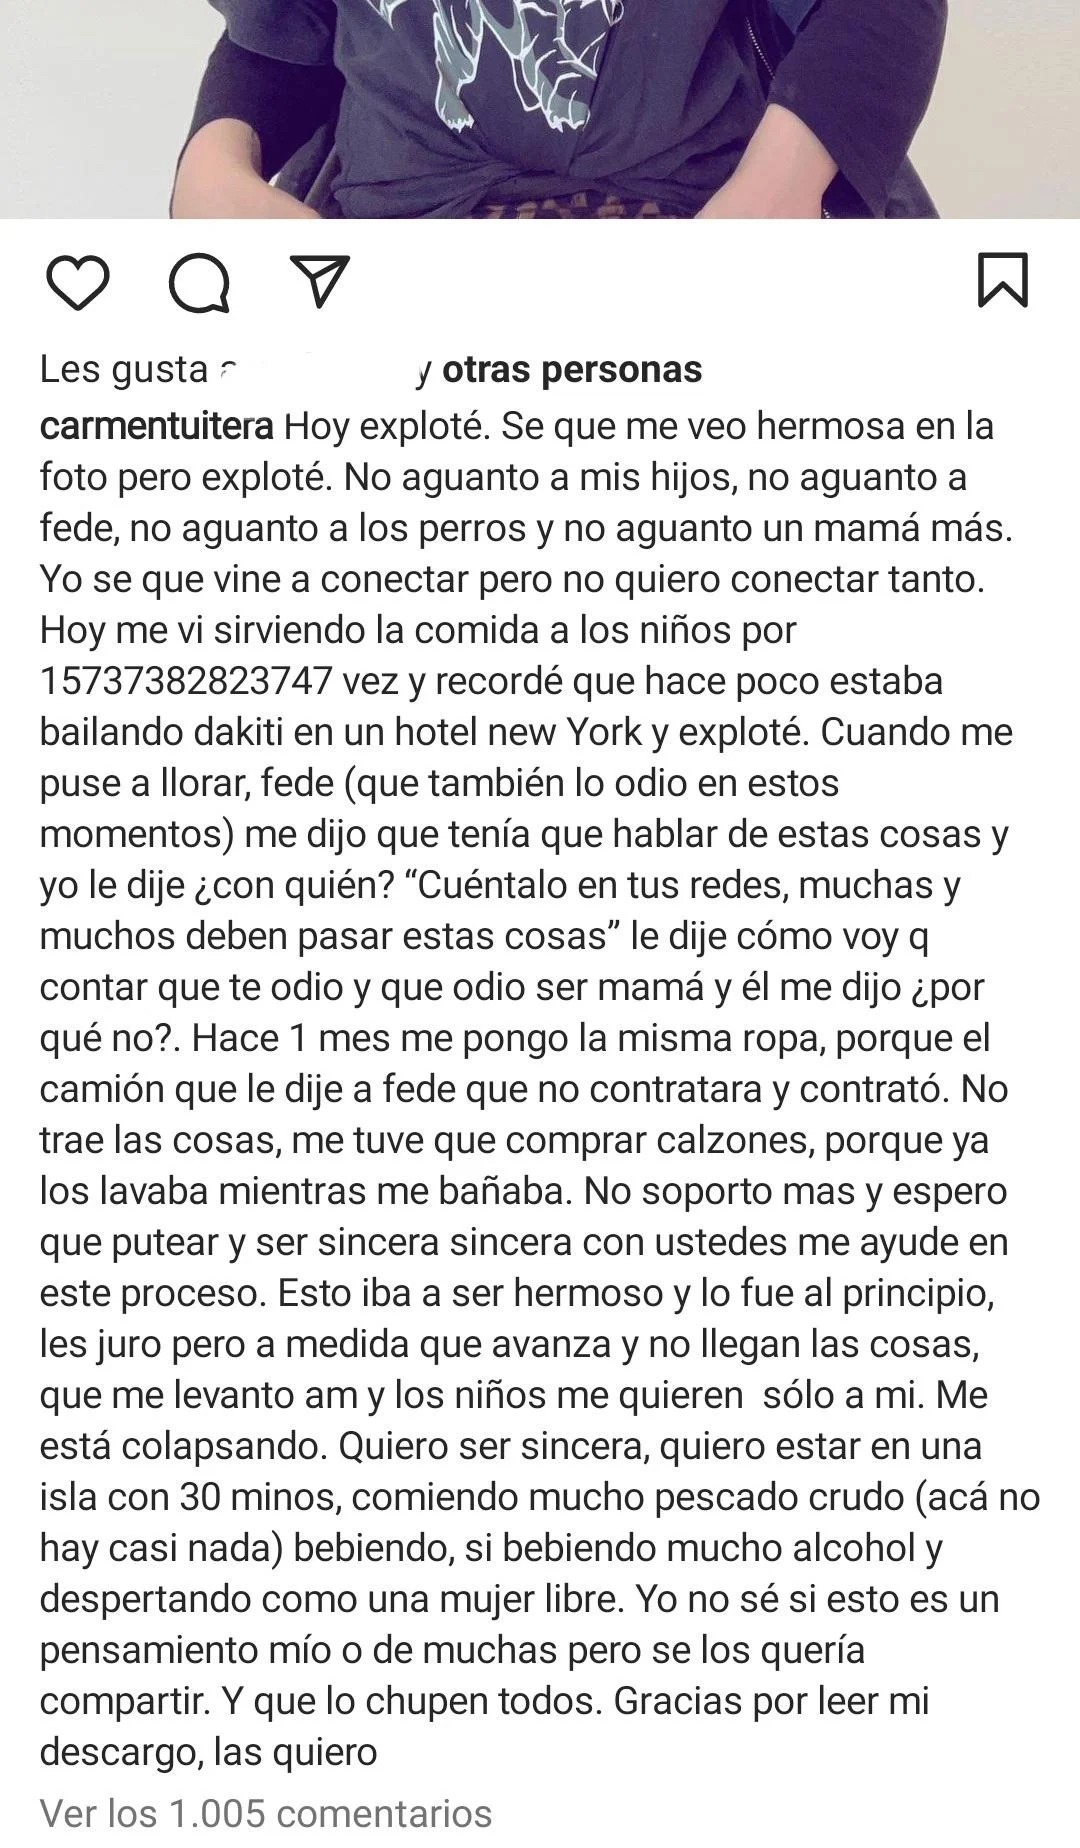 Les gusta a y otras personas
carmentuitera Hoy exploté. Se que me veo hermosa en la
foto pero exploté. No aguanto a mis hijos, no aguanto a
fede, no aguanto a los perros y no aguanto un mamá más.
Yo se que vine a conectar pero no quiero conectar tanto.
Hoy me vi sirviendo la comida a los niños por
15737382823747 vez y recordé que hace poco estaba
bailando dakiti en un hotel new York y exploté. Cuando me
puse a llorar, fede (que también lo odio en estos
momentos) me dijo que tenía que hablar de estas cosas y
yo le dije ¿con quién? “Cuéntalo en tus redes, muchas y
muchos deben pasar estas cosas” le dije cómo voy q
contar que te odio y que odio ser mamá y él me dijo ¿por
qué no?. Hace 1 mes me pongo la misma ropa, porque el
camión que le dije a fede que no contratara y contrató. No
trae las cosas, me tuve que comprar calzones, porque ya
los lavaba mientras me bañaba. No soporto mas y espero
que putear y ser sincera sincera con ustedes me ayude en
este proceso. Esto iba a ser hermoso y lo fue al principio,
les juro pero a medida que avanza y no llegan las cosas,
que me levanto am y los niños me quieren  sólo a mi. Me
está colapsando. Quiero ser sincera, quiero estar en una
isla con 30 minos, comiendo mucho pescado crudo (acá no
hay casi nada) bebiendo, si bebiendo mucho alcohol y
despertando como una mujer libre. Yo no sé si esto es un
pensamiento mío o de muchas pero se los quería
compartir. Y que lo chupen todos. Gracias por leer mi
descargo, las quiero
Ver los 1.005 comentarios